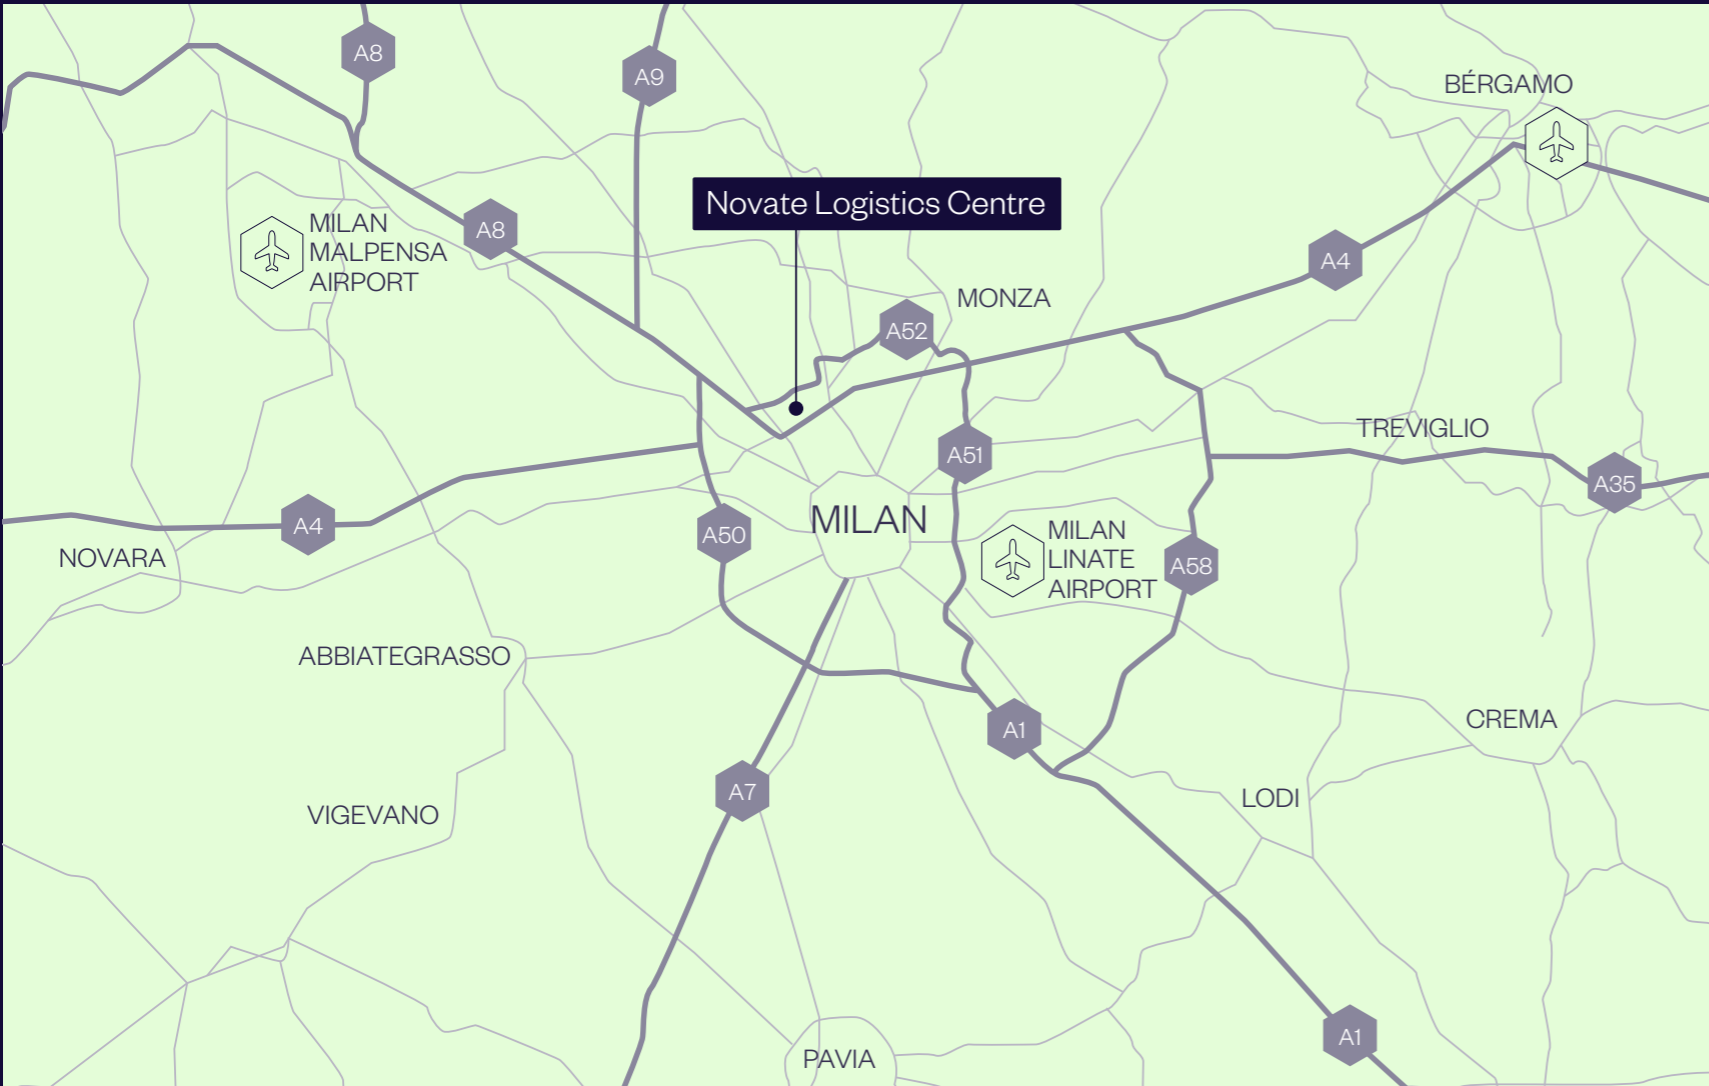 A8
A9
BÉRGAMO
Novate Logistics Centre
MILAN
MALPENSA
AIRPORT
A8
A4
MONZA
A52
TREVIGLIO
A51
A35
A4
MILAN
A50
MILAN
LINATE
AIRPORT
NOVARA
A58
ABBIATEGRASSO
CREMA
A1
A7
LODI
VIGEVANO
A1
PAVIA